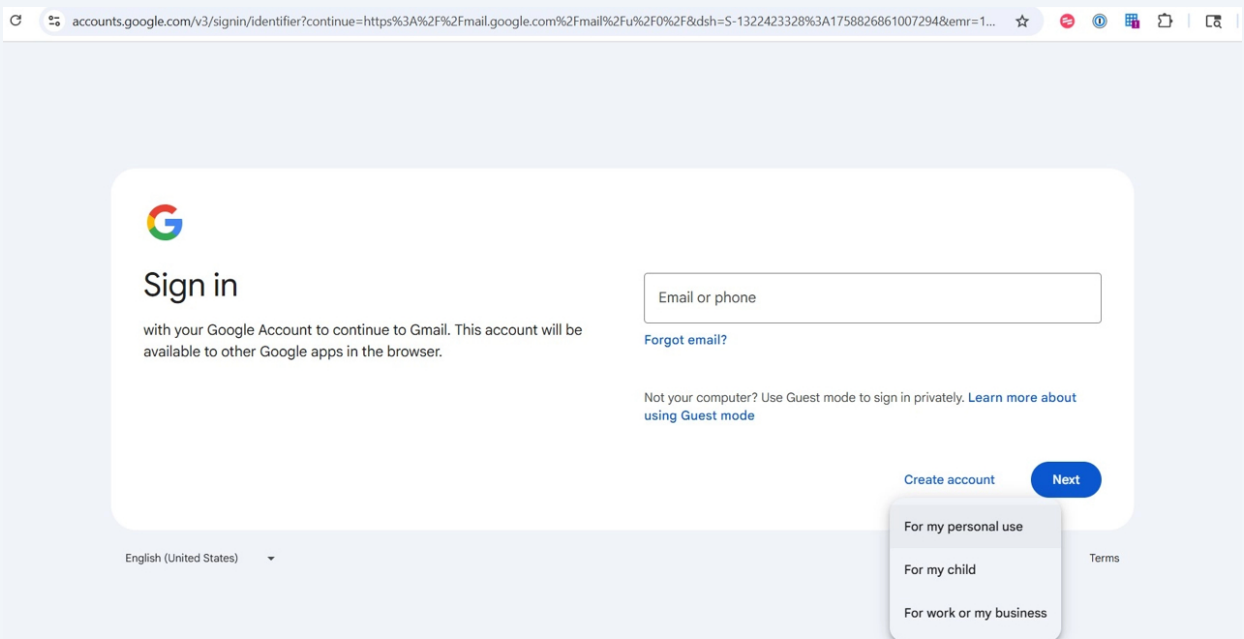 accounts.google.com/v3/signin/identifier?continue=https%3A%2F%2Fmail.google.com%2Fmail%2Fu%2F0%2F&dsh=S-1322423328%3A1758826861007294&emr=1...
Sign in
with your Google Account to continue to Gmail. This account will be
available to other Google apps in the browser.
Email or phone
Forgot email?
Not your computer? Use Guest mode to sign in privately. Learn more about
using Guest mode
Create account
Next
For my personal use
For my child
For work or my business
English (United States)
Terms